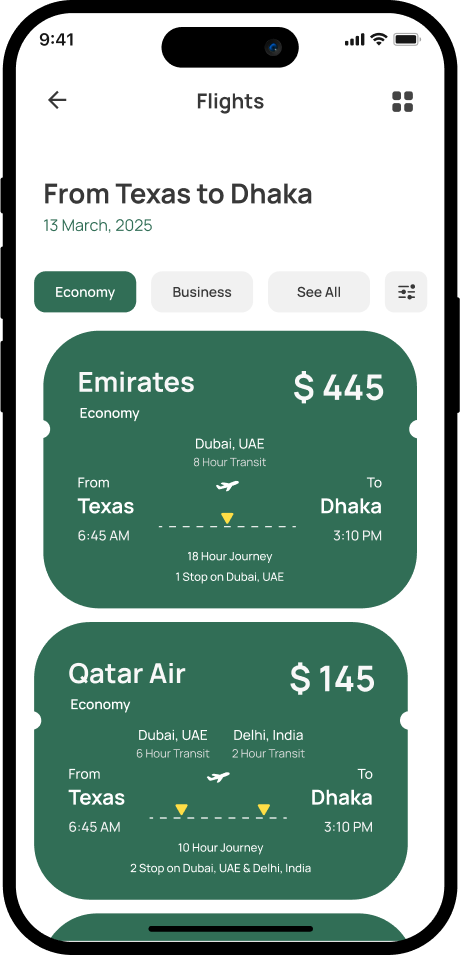 9:41
Flights
From Texas to Dhaka
13 March, 2025
Economy Business See All
Emirates $ 445
Economy
Dubai, UAE
8 Hour Transit
From To
Texas Dhaka
6:45 AM 3:10 PM
18 Hour Journey
1 Stop on Dubai, UAE
Qatar Air $ 145
Economy
Dubai, UAE Delhi, India
6 Hour Transit 2 Hour Transit
From To
Texas Dhaka
6:45 AM 3:10 PM
10 Hour Journey
2 Stop on Dubai, UAE & Delhi, India